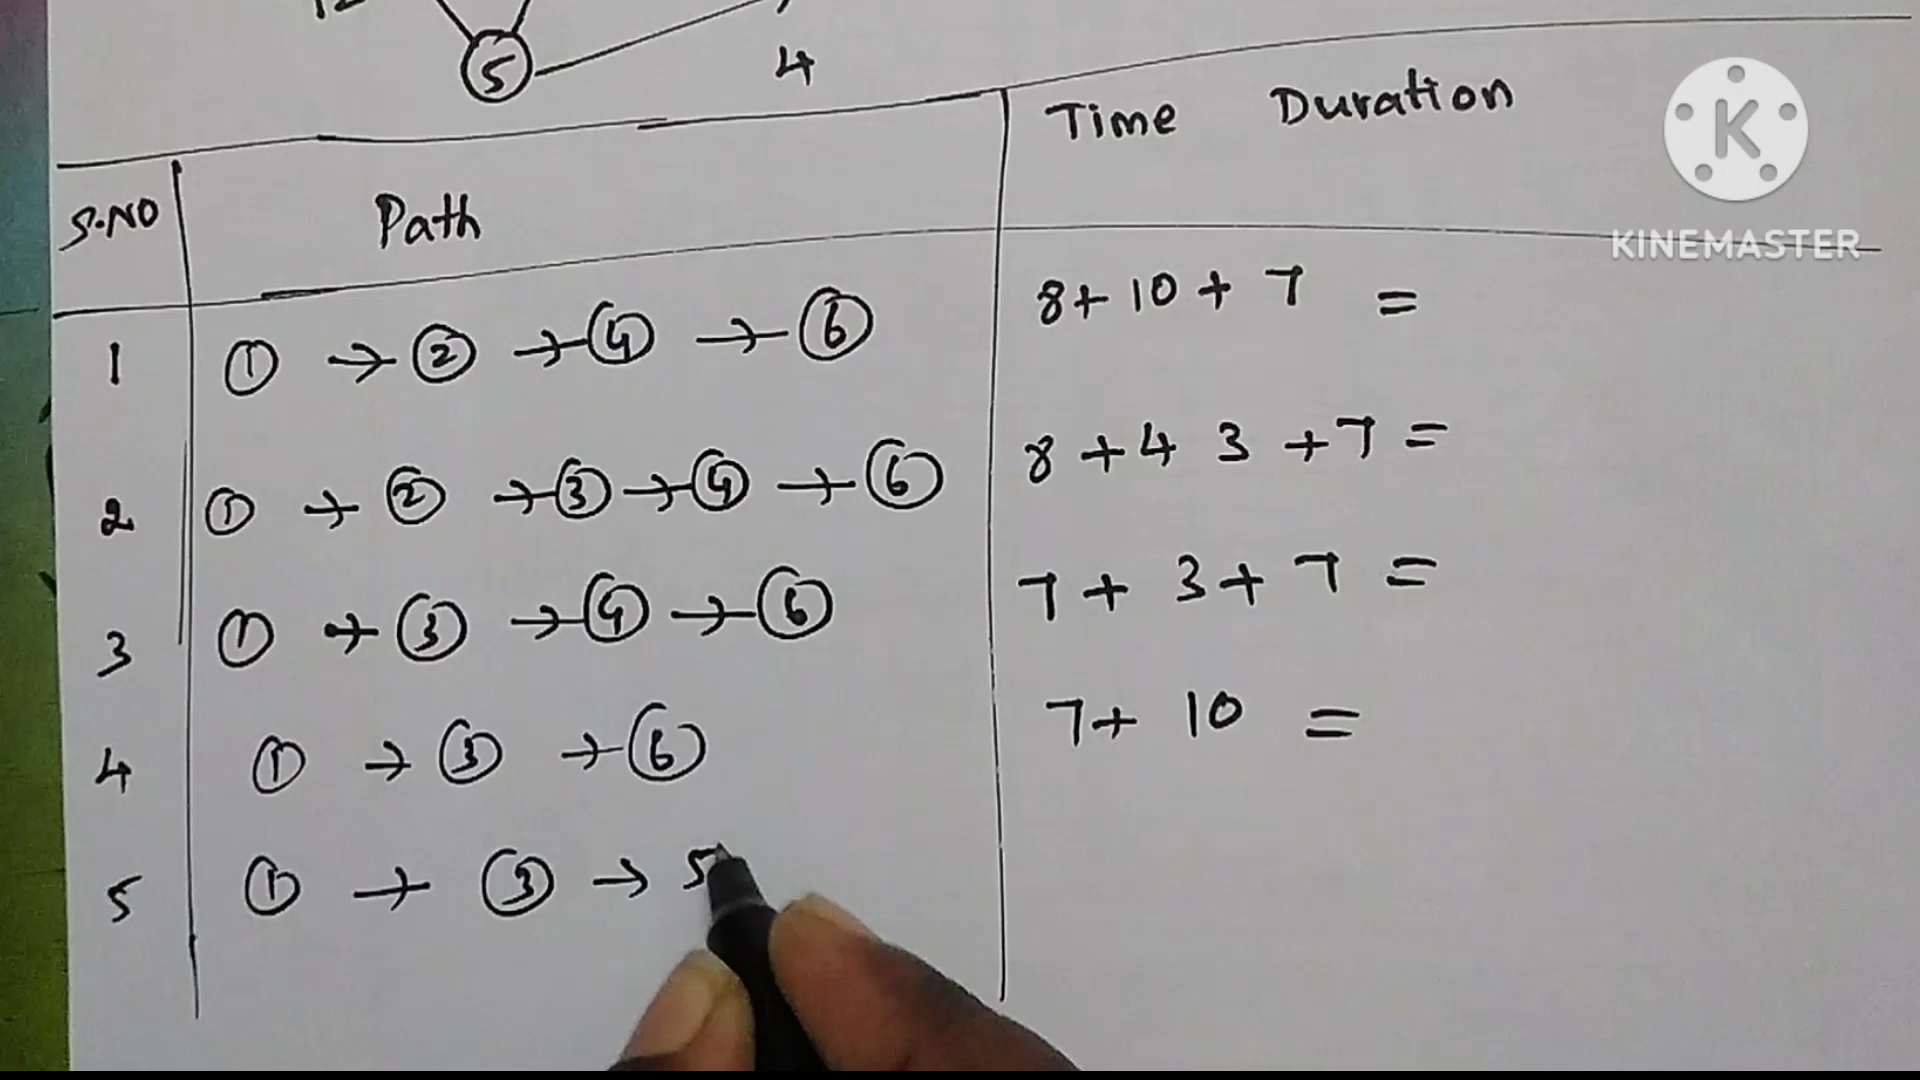 5
4
S.NO Path Time Duration
K
KINEMASTER
1 ① → ② → ④ → ⑥ 8+10+7 =
2 ① → ② → ③ → ④ → ⑥ 8+4 3 +7=
3 ① → ③ → ④ → ⑥ 7+3+7 =
4 ① → ③ → ⑥ 7+ 10 =
5 ① → ③ → 5